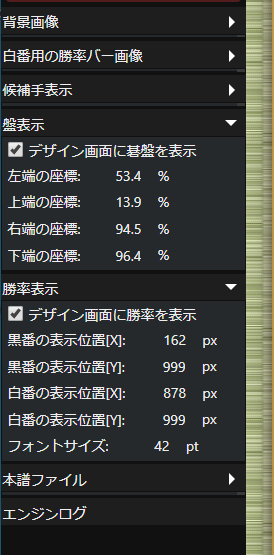 背景画像
白番用の勝率バー画像
候補手表示
盤表示
デザイン画面に碁盤を表示
左端の座標: 53.4 %
上端の座標: 13.9 %
右端の座標: 94.5 %
下端の座標: 96.4 %
勝率表示
デザイン画面に勝率を表示
黒番の表示位置[X]: 162 px
黒番の表示位置[Y]: 999 px
白番の表示位置[X]: 878 px
白番の表示位置[Y]: 999 px
フォントサイズ: 42 pt
本譜ファイル
エンジンログ